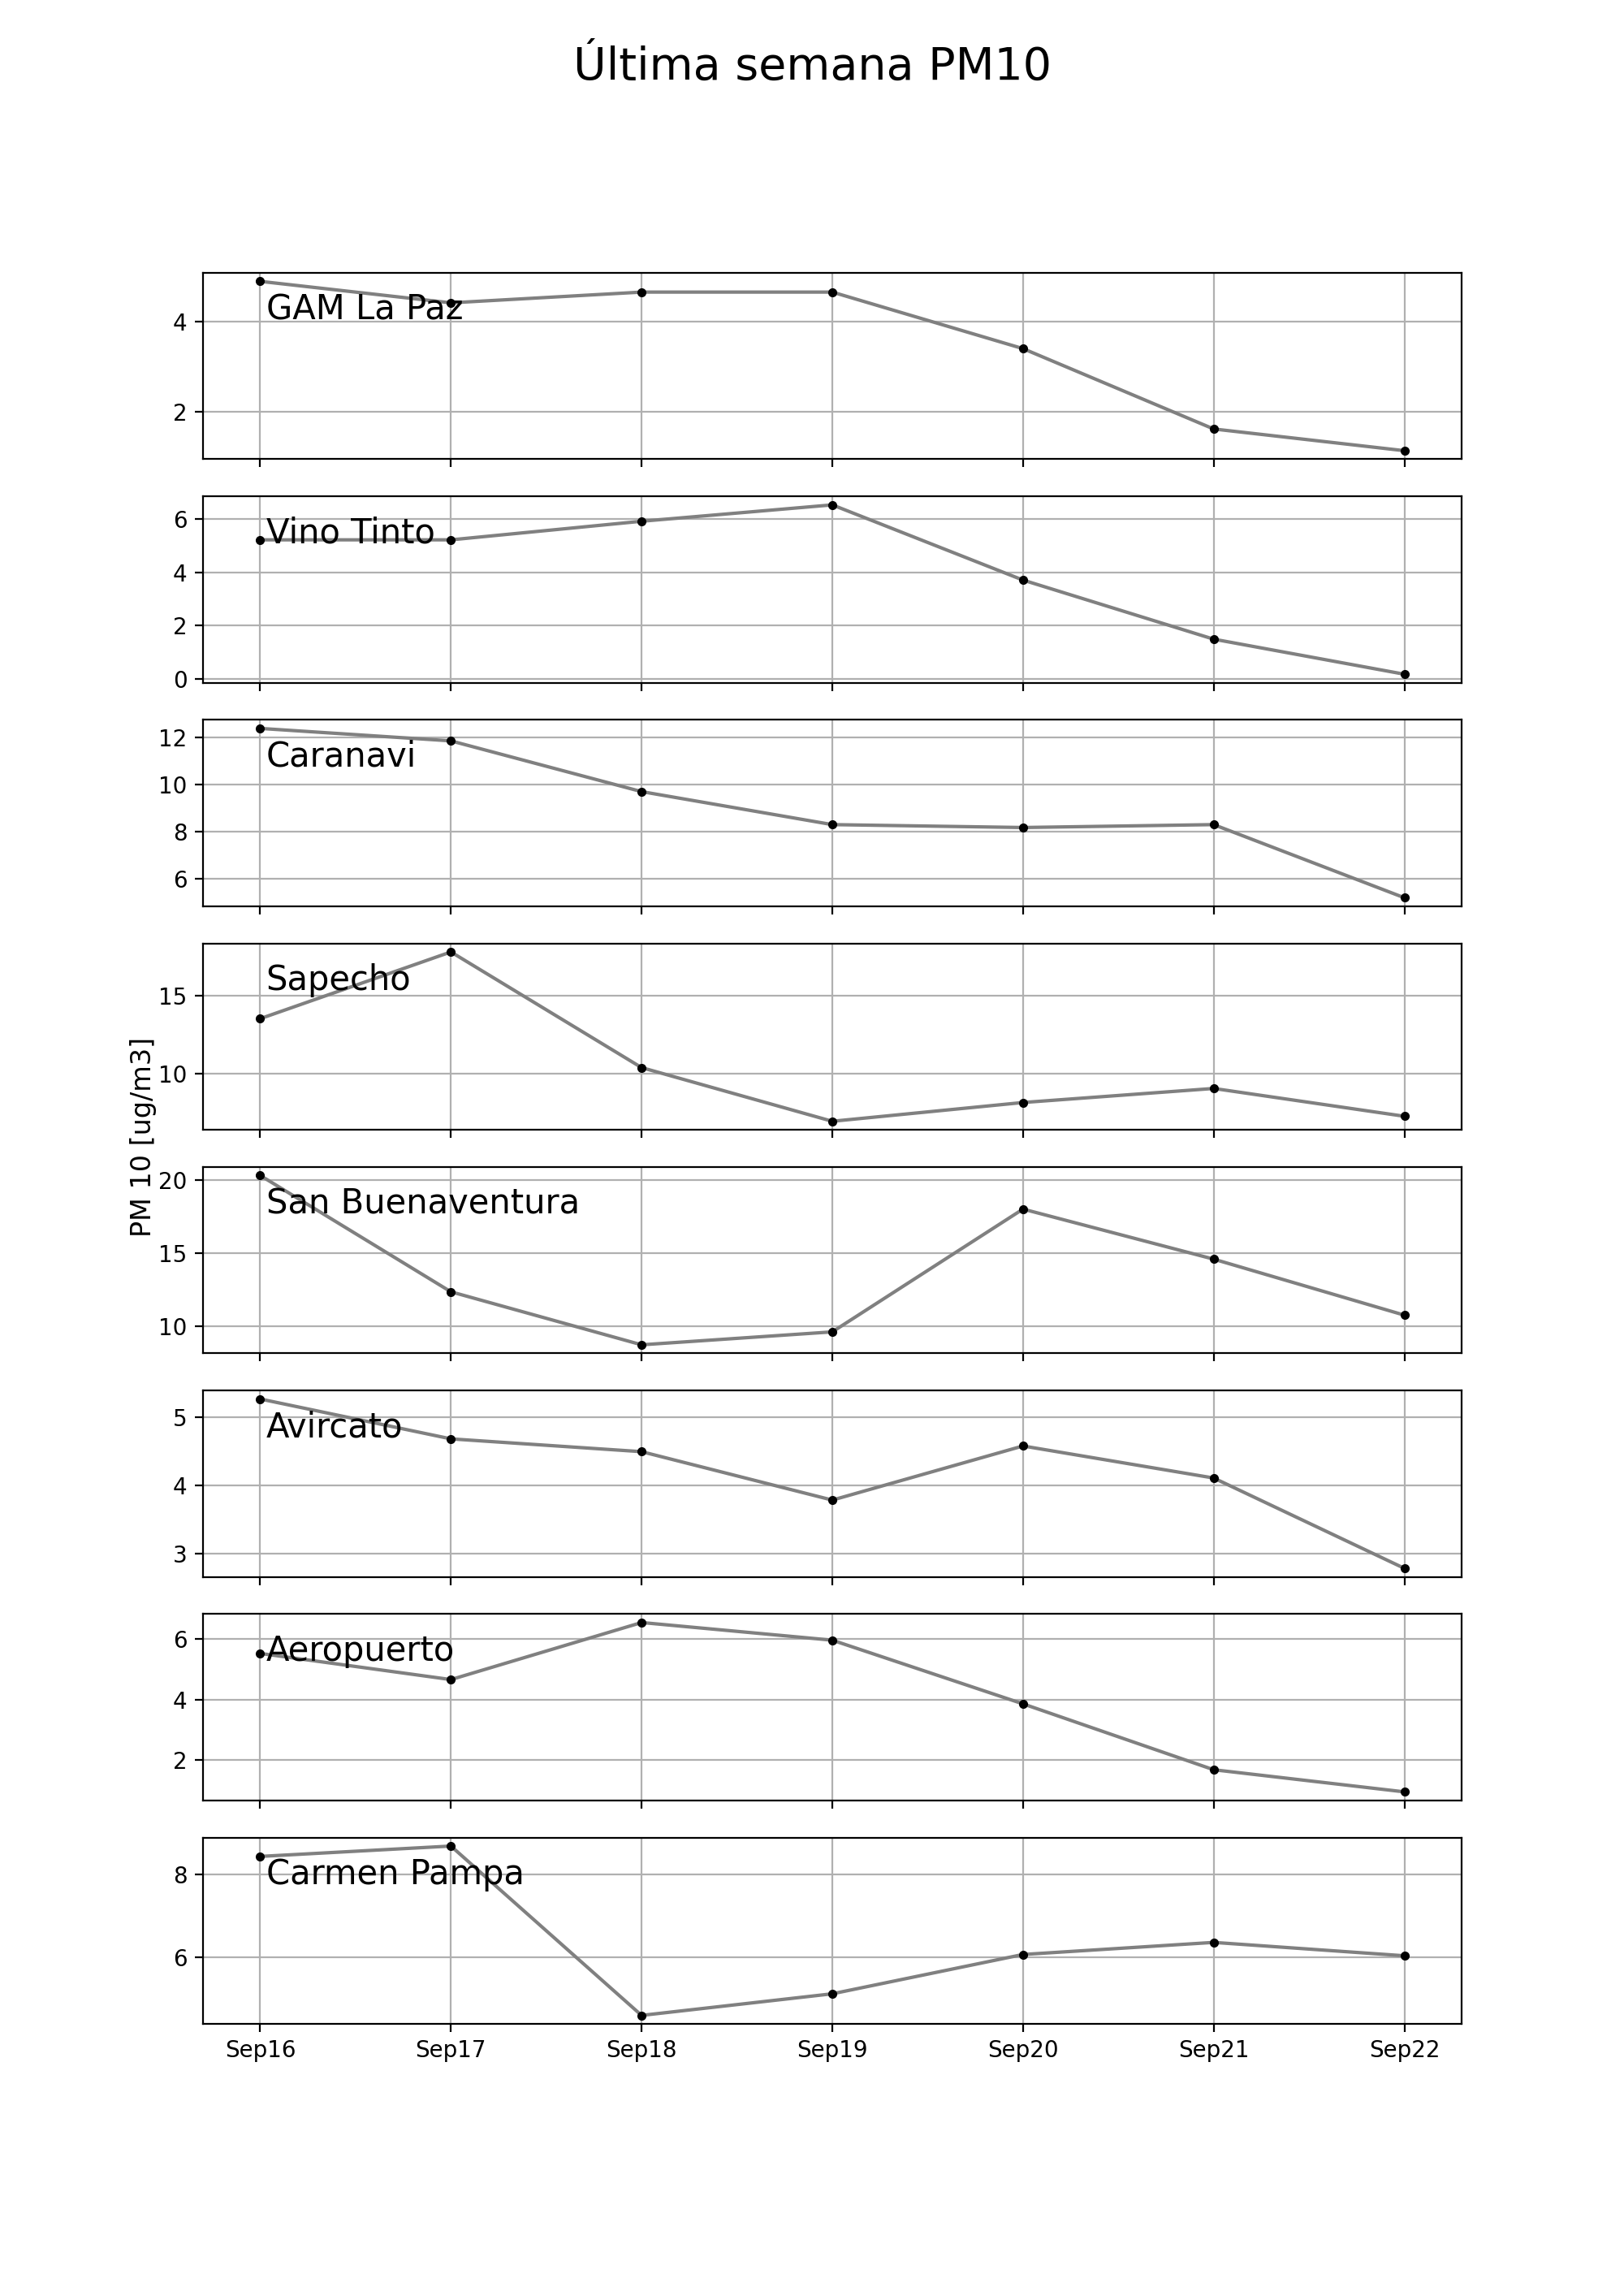 Última semana PM10
GAM La Paz
4
2
Vino Tinto
6
4
2
0
Caranavi
12
10
8
6
Sapecho
15
10
PM 10 [ug/m3]
San Buenaventura
20
15
10
Avircato
5
4
3
Aeropuerto
6
4
2
Carmen Pampa
8
6
Sep16 Sep17 Sep18 Sep19 Sep20 Sep21 Sep22